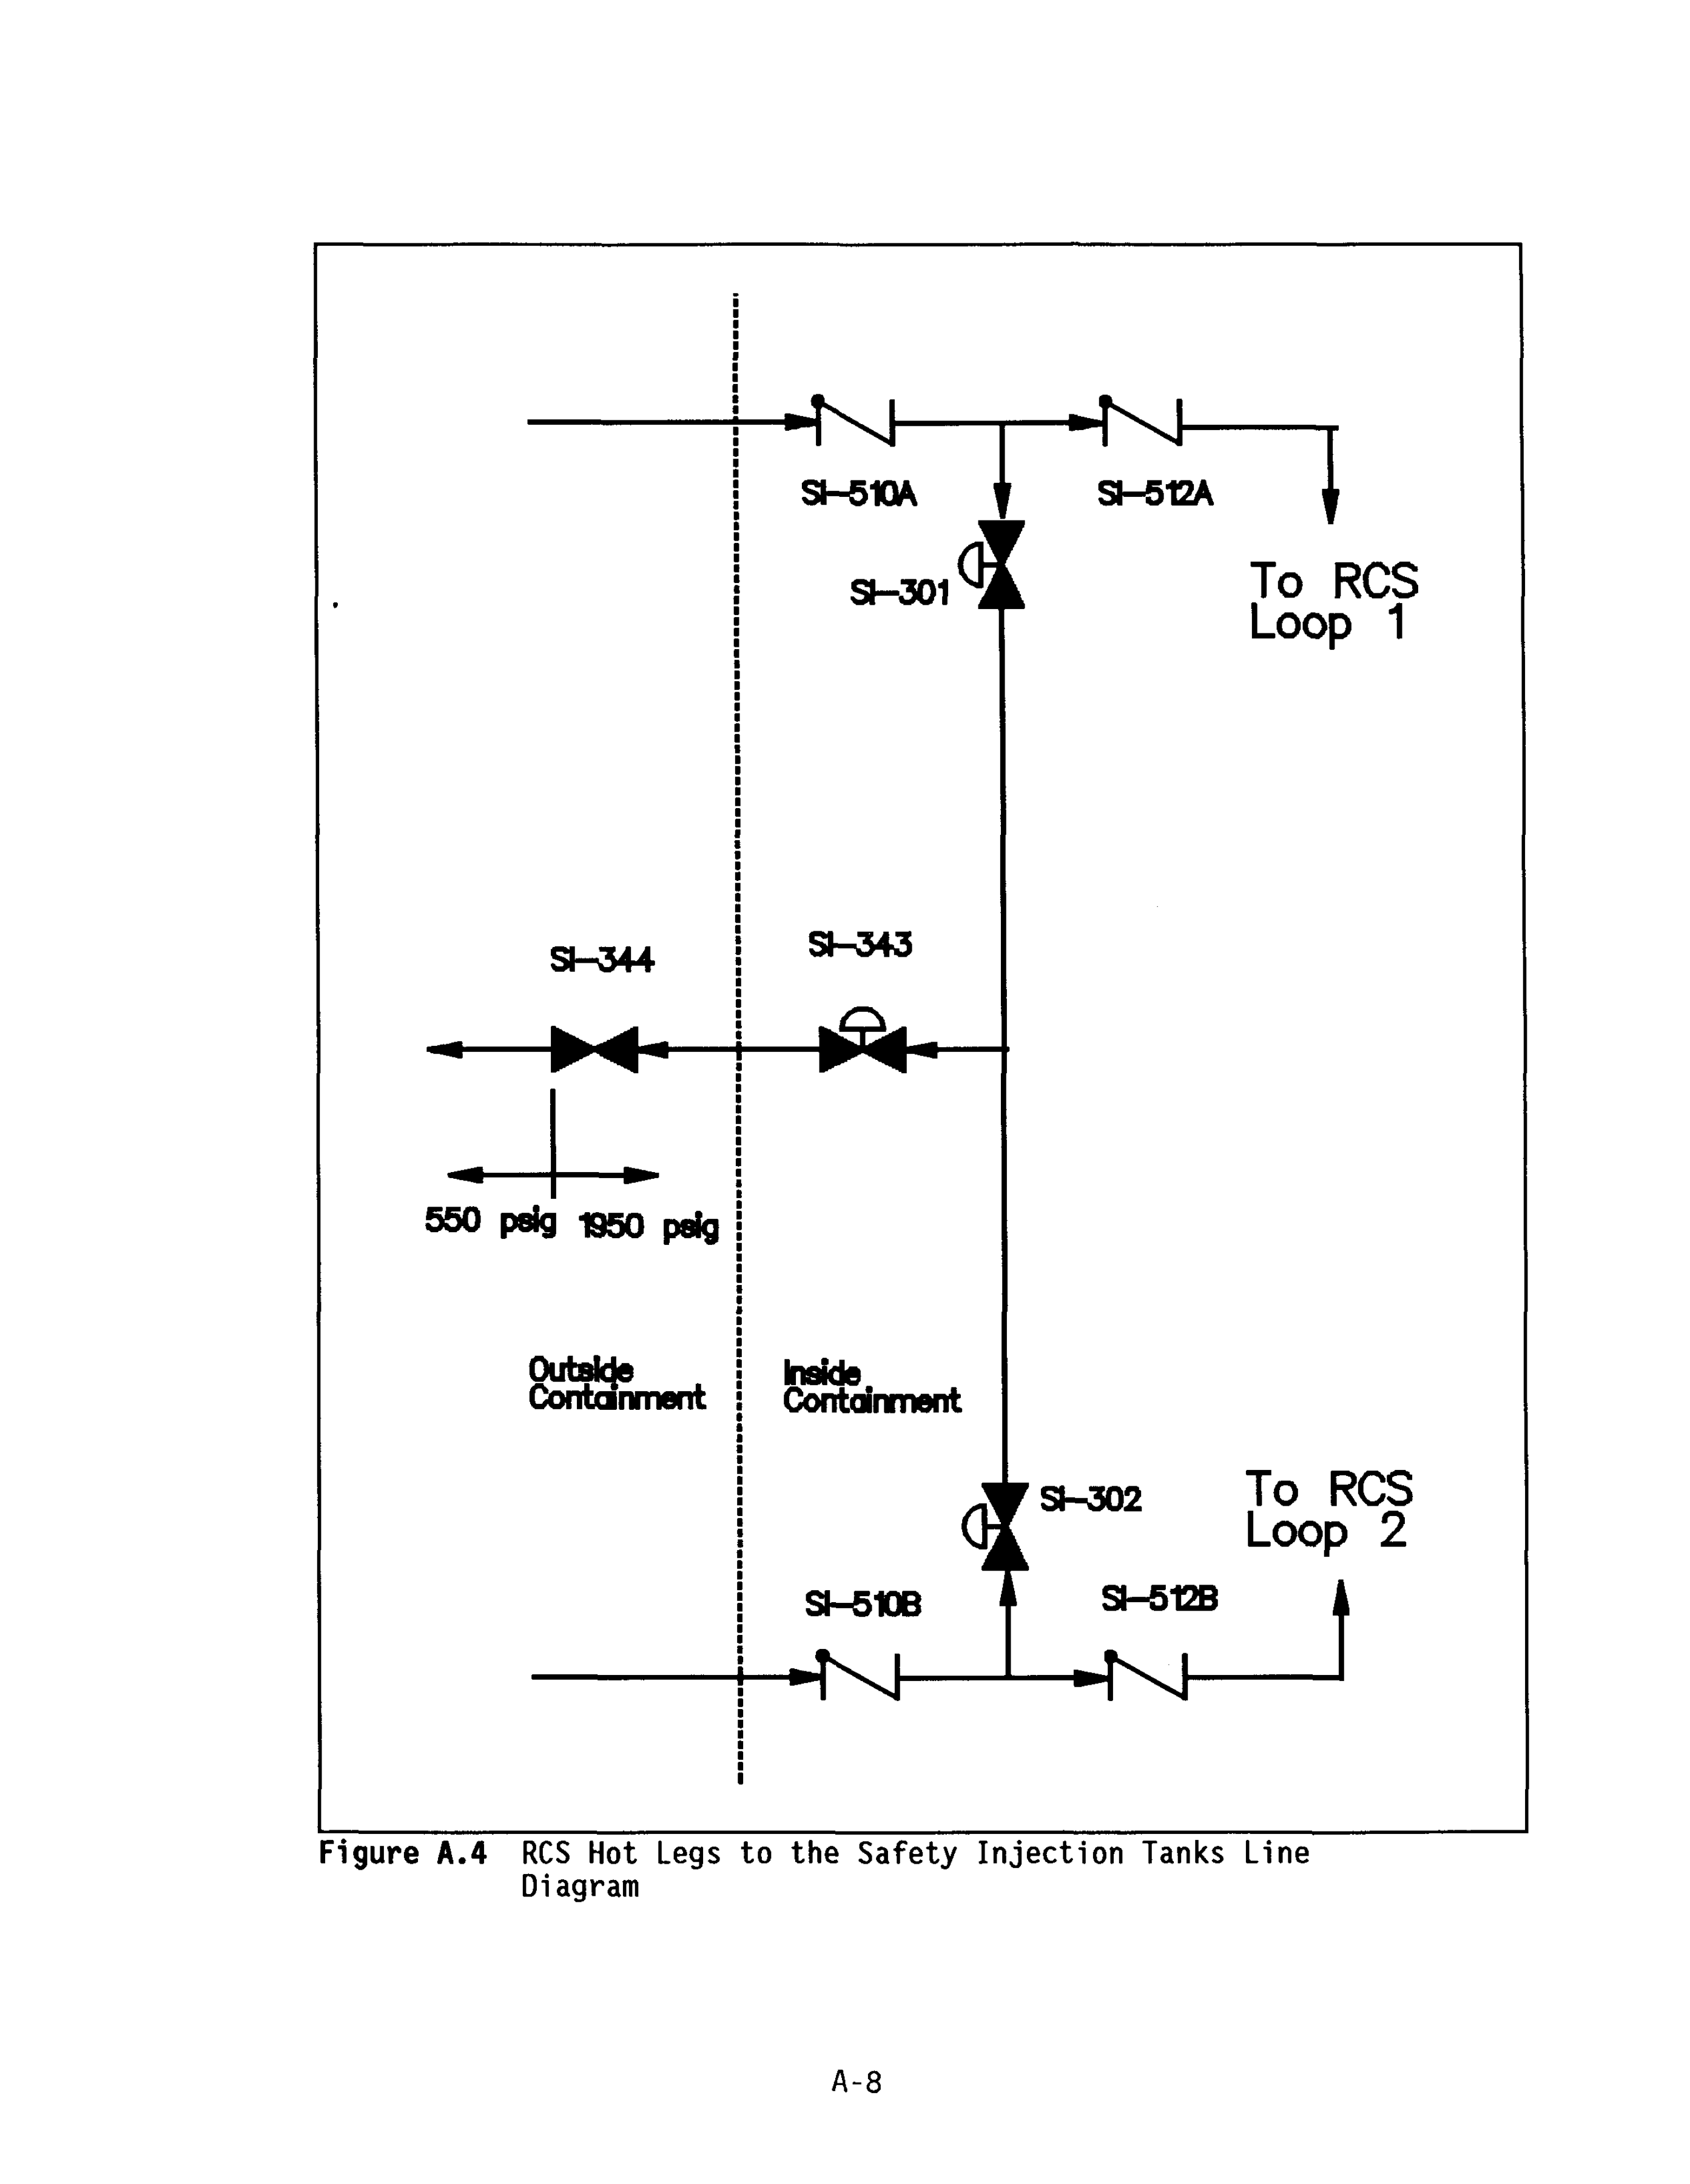 SI-510A
SI-512A
SI-301
To RCS
Loop 1
SI-344
SI-343
550 psig
1950 psig
Outside
Containment
Inside
Containment
SI-302
To RCS
Loop 2
SI-510B
SI-512B
Figure A.4 RCS Hot Legs to the Safety Injection Tanks Line
Diagram
A-8